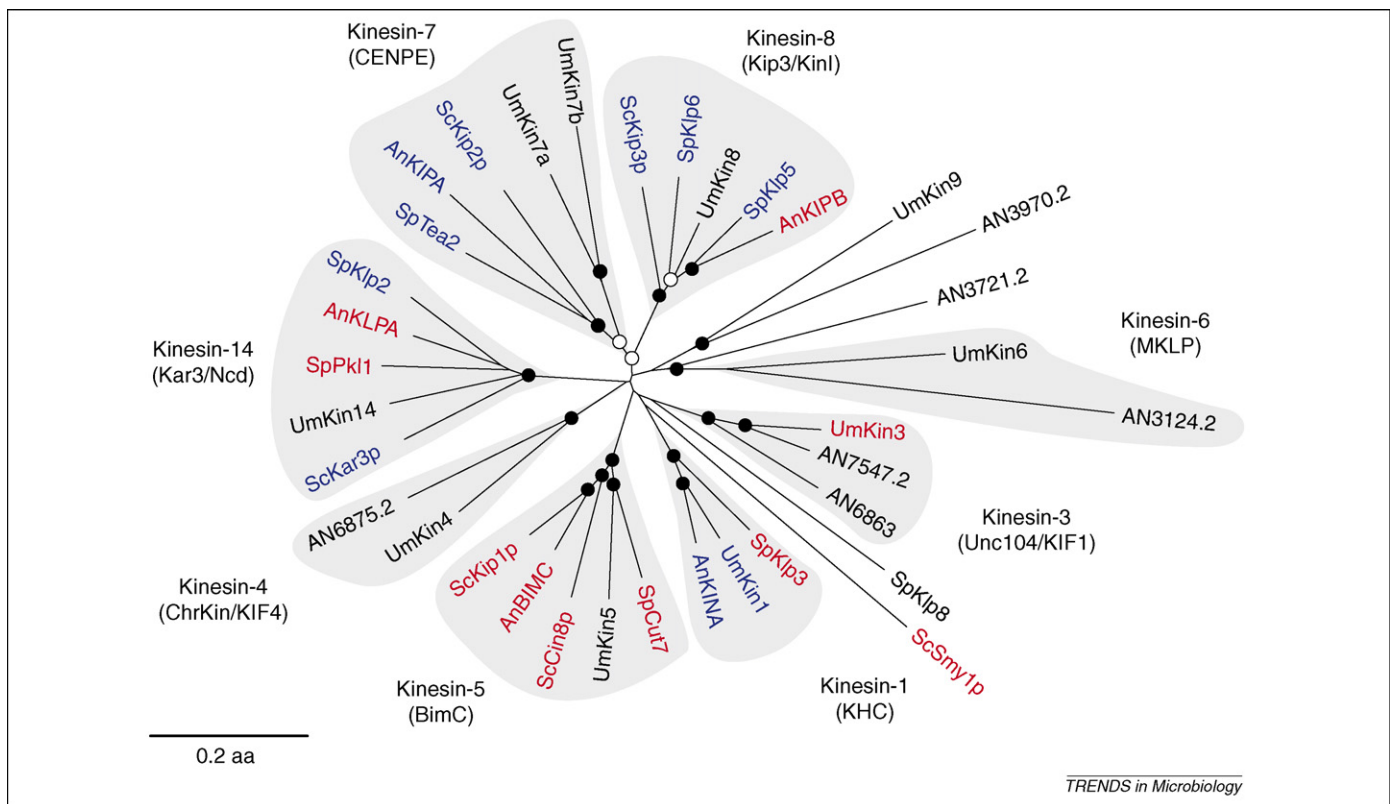 Kinesin-7
(CENPE)
Kinesin-8
(Kip3/KinI)
UmKin7b
UmKin7a
ScKip2p
AnKIPA
SpTea2
ScKip3p
SpKlp6
UmKin8
SpKlp5
AnKIPB
UmKin9
AN3970.2
AN3721.2
Kinesin-6
(MKLP)
UmKin6
AN3124.2
SpKlp2
AnKLPA
SpPkl1
UmKin14
ScKar3p
Kinesin-14
(Kar3/Ncd)
UmKin3
AN7547.2
AN6863
Kinesin-3
(Unc104/KIF1)
AN6875.2
UmKin4
Kinesin-4
(ChrKin/KIF4)
ScKip1p
AnBIMC
ScCin8p
UmKin5
SpCut7
Kinesin-5
(BimC)
AnKINA
UmKin1
SpKlp3
Kinesin-1
(KHC)
SpKlp8
ScSmy1p
0.2 aa
TRENDS in Microbiology